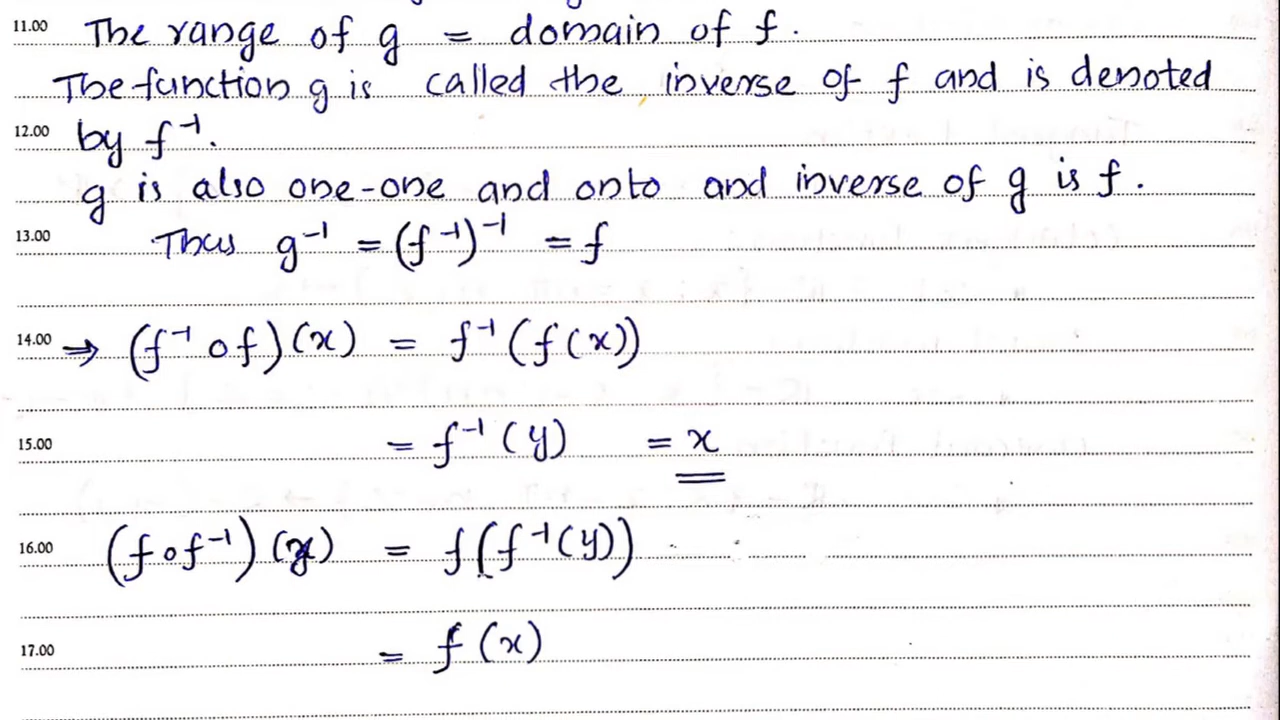 11.00 The range of g = domain of f.
The function g is called the inverse of f and is denoted
12.00 by f⁻¹.
g is also one-one and onto and inverse of g is f.
13.00 Thus g⁻¹ = (f⁻¹)⁻¹ = f
14.00 ⇒ (f⁻¹ o f)(x) = f⁻¹(f(x))
15.00 = f⁻¹(y) = x
16.00 (f o f⁻¹)(y) = f(f⁻¹(y))
17.00 = f(x)